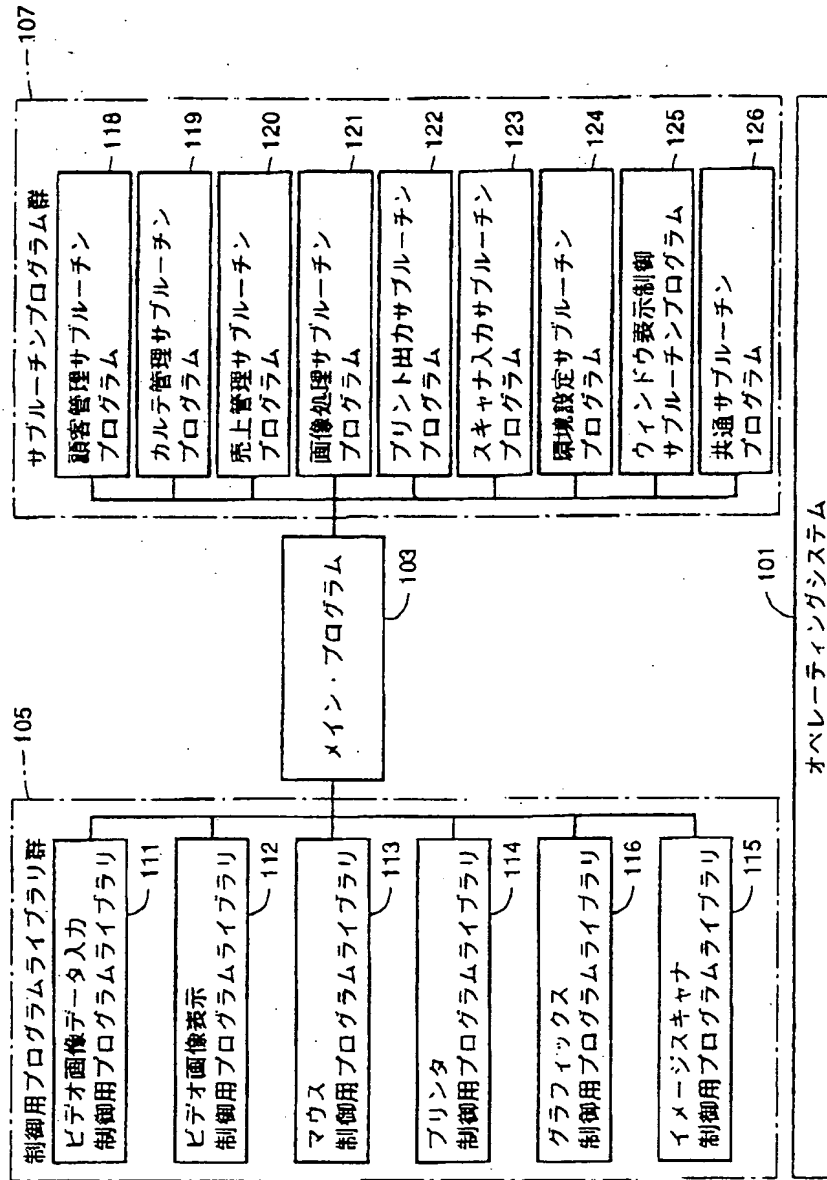 制御用プログラムライブラリ群
105
ビデオ画像データ入力
制御用プログラムライブラリ
111
ビデオ画像表示
制御用プログラムライブラリ
112
マウス
制御用プログラムライブラリ
113
プリンタ
制御用プログラムライブラリ
114
グラフィックス
制御用プログラムライブラリ
116
イメージスキャナ
制御用プログラムライブラリ
115
メイン・プログラム
103
サブルーチンプログラム群
107
顧客管理サブルーチン
プログラム
118
カルテ管理サブルーチン
プログラム
119
売上管理サブルーチン
プログラム
120
画像処理サブルーチン
プログラム
121
プリント出力サブルーチン
プログラム
122
スキャナ入力サブルーチン
プログラム
123
環境設定サブルーチン
プログラム
124
ウィンドウ表示制御
サブルーチンプログラム
125
共通サブルーチン
プログラム
126
101
オペレーティングシステム